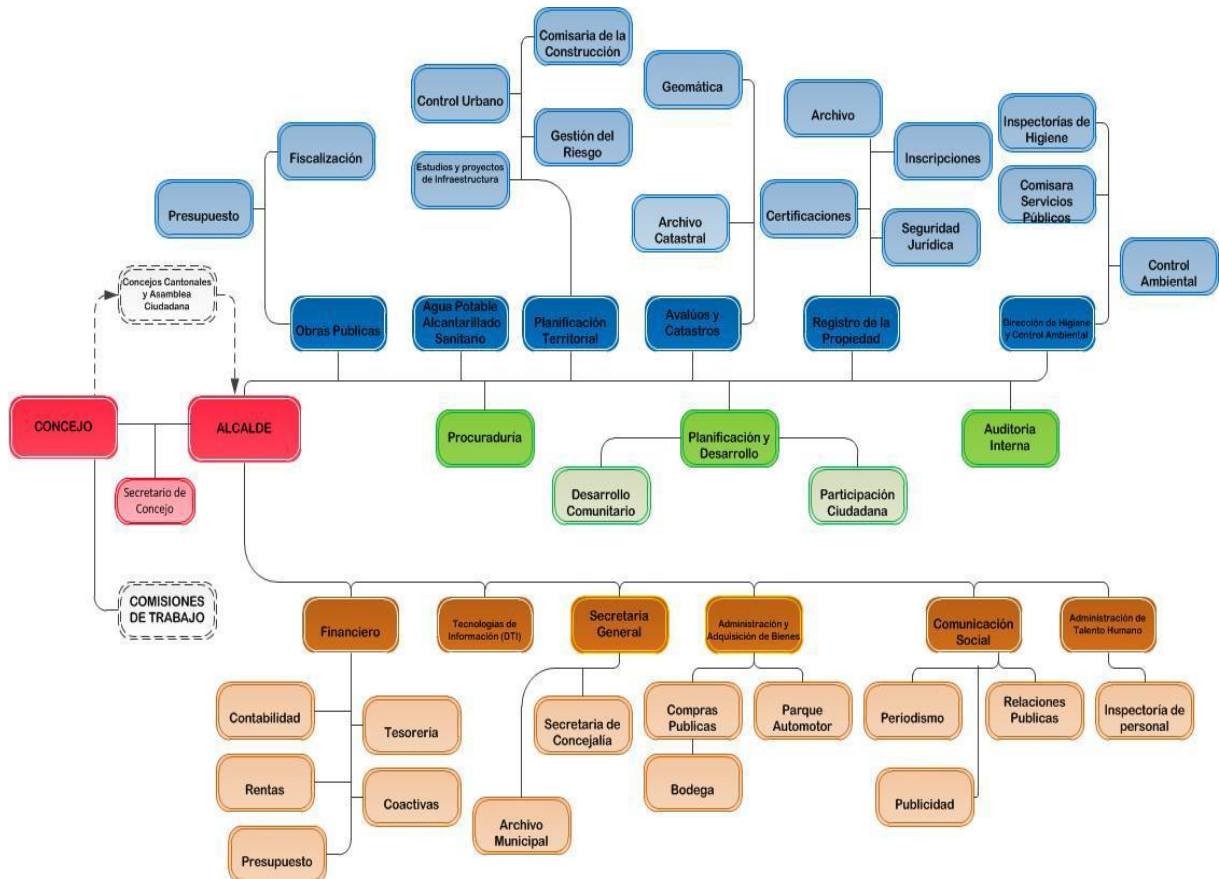 Comisaria de la
Construcción
Control Urbano
Geomática
Archivo
Inspectorías de
Higiene
Fiscalización
Gestión del
Riesgo
Inscripciones
Estudios y proyectos
de Infraestructura
Presupuesto
Archivo
Catastral
Certificaciones
Comisara
Servicios
Públicos
Seguridad
Jurídica
Control
Ambiental
Concejos Cantonales
y Asamblea
Ciudadana
Obras Publicas
Agua Potable
Alcantarillado
Sanitario
Planificación
Territorial
Avalúos y
Catastros
Registro de la
Propiedad
Dirección de Higiene
y Control Ambiental
CONCEJO
ALCALDE
Procuraduría
Planificación y
Desarrollo
Auditoria
Interna
Secretario de
Concejo
Desarrollo
Comunitario
Participación
Ciudadana
COMISIONES
DE TRABAJO
Financiero
Tecnologías de
Información (DTI)
Secretaria
General
Administración y
Adquisición de Bienes
Comunicación
Social
Administración de
Talento Humano
Contabilidad
Tesorería
Secretaria de
Concejalía
Compras
Publicas
Parque
Automotor
Periodismo
Relaciones
Publicas
Inspectoría de
personal
Rentas
Coactivas
Bodega
Publicidad
Archivo
Municipal
Presupuesto